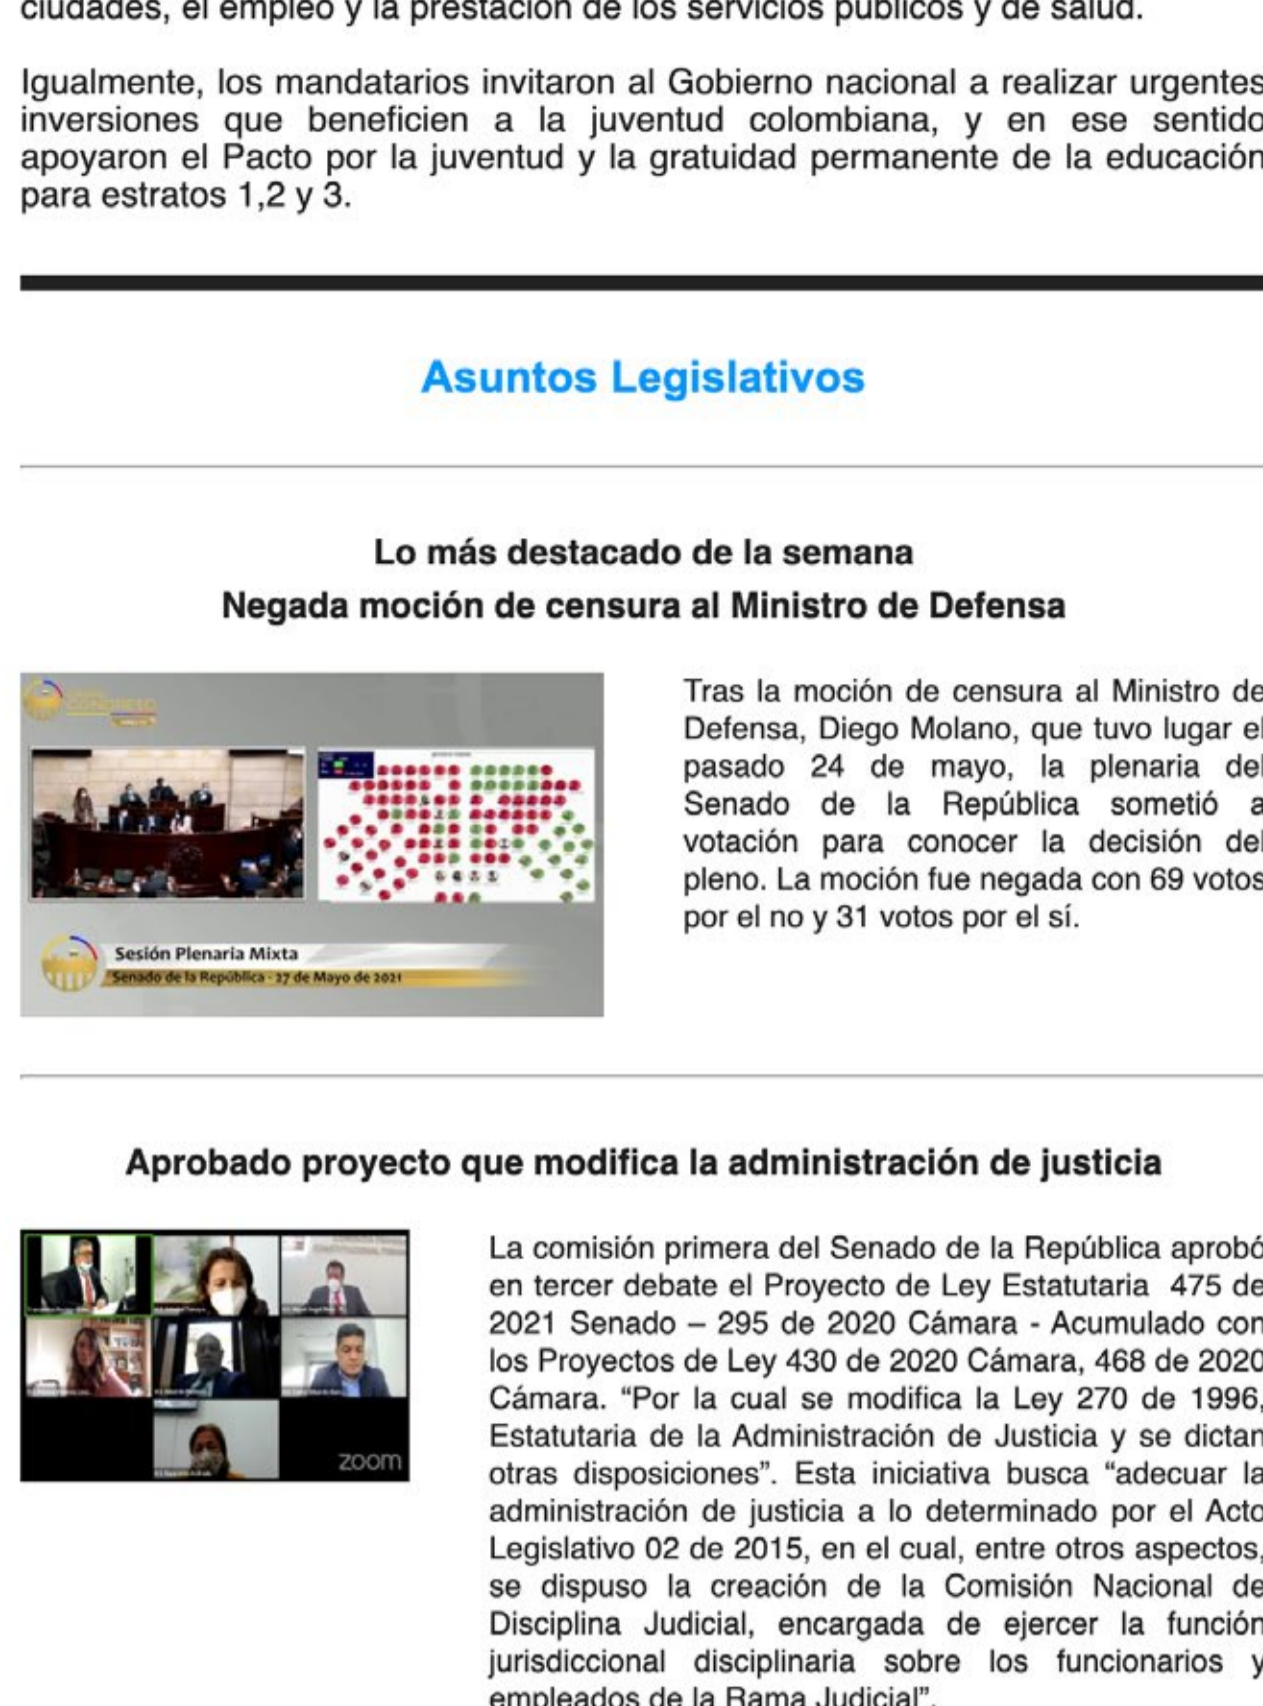 ciudades, el empleo y la prestación de los servicios públicos y de salud.
Igualmente, los mandatarios invitaron al Gobierno nacional a realizar urgentes
inversiones que beneficien a la juventud colombiana, y en ese sentido
apoyaron el Pacto por la juventud y la gratuidad permanente de la educación
para estratos 1,2 y 3.
Asuntos Legislativos
Lo más destacado de la semana
Negada moción de censura al Ministro de Defensa
CONGRESO
Sesión Plenaria Mixta
Senado de la República - 27 de Mayo de 2021
Tras la moción de censura al Ministro de
Defensa, Diego Molano, que tuvo lugar el
pasado 24 de mayo, la plenaria del
Senado de la República sometió a
votación para conocer la decisión del
pleno. La moción fue negada con 69 votos
por el no y 31 votos por el sí.
Aprobado proyecto que modifica la administración de justicia
zoom
La comisión primera del Senado de la República aprobó
en tercer debate el Proyecto de Ley Estatutaria 475 de
2021 Senado – 295 de 2020 Cámara - Acumulado con
los Proyectos de Ley 430 de 2020 Cámara, 468 de 2020
Cámara. “Por la cual se modifica la Ley 270 de 1996,
Estatutaria de la Administración de Justicia y se dictan
otras disposiciones”. Esta iniciativa busca “adecuar la
administración de justicia a lo determinado por el Acto
Legislativo 02 de 2015, en el cual, entre otros aspectos,
se dispuso la creación de la Comisión Nacional de
Disciplina Judicial, encargada de ejercer la función
jurisdiccional disciplinaria sobre los funcionarios y
empleados de la Rama Judicial”.